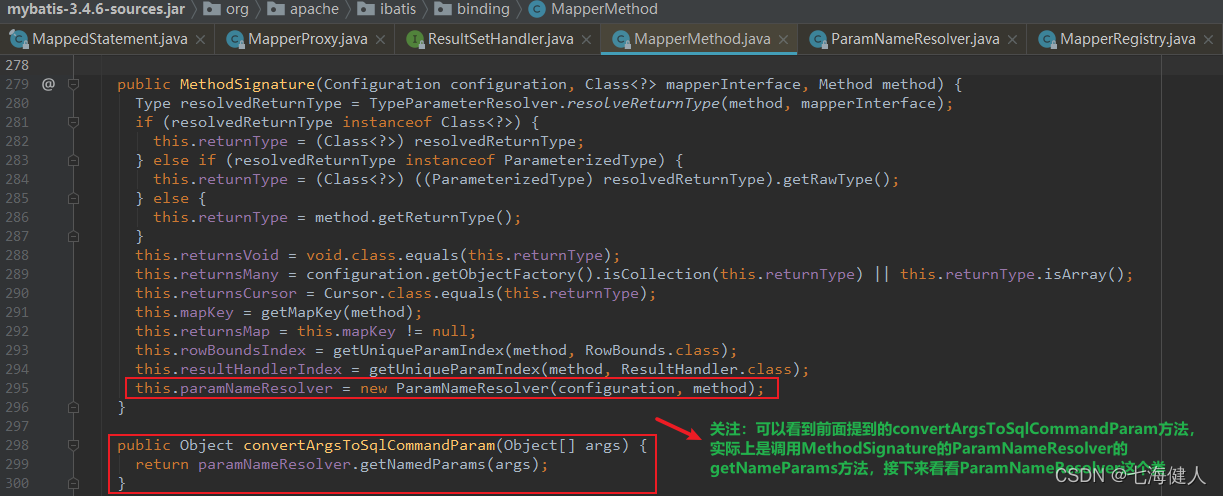 mybatis-3.4.6-sources.jar org apache ibatis binding MapperMethod
MappedStatement.java MapperProxy.java ResultSetHandler.java MapperMethod.java ParamNameResolver.java MapperRegistry.java
278
279 @ public MethodSignature(Configuration configuration, Class<?> mapperInterface, Method method) {
280 Type resolvedReturnType = TypeParameterResolver.resolveReturnType(method, mapperInterface);
281 if (resolvedReturnType instanceof Class<?>) {
282 this.returnType = (Class<?>) resolvedReturnType;
283 } else if (resolvedReturnType instanceof ParameterizedType) {
284 this.returnType = (Class<?>) ((ParameterizedType) resolvedReturnType).getRawType();
285 } else {
286 this.returnType = method.getReturnType();
287 }
288 this.returnsVoid = void.class.equals(this.returnType);
289 this.returnsMany = configuration.getObjectFactory().isCollection(this.returnType) || this.returnType.isArray();
290 this.returnsCursor = Cursor.class.equals(this.returnType);
291 this.mapKey = getMapKey(method);
292 this.returnsMap = this.mapKey != null;
293 this.rowBoundsIndex = getUniqueParamIndex(method, RowBounds.class);
294 this.resultHandlerIndex = getUniqueParamIndex(method, ResultHandler.class);
295 this.paramNameResolver = new ParamNameResolver(configuration, method);
296 }
297
298 public Object convertArgsToSqlCommandParam(Object[] args) {
299 return paramNameResolver.getNamedParams(args);
300 }
关注：可以看到前面提到的convertArgsToSqlCommandParam方法，
实际上是调用MethodSignature的ParamNameResolver的
getNameParams方法，接下来看看ParamNameResolver这个类
CSDN @七海健人